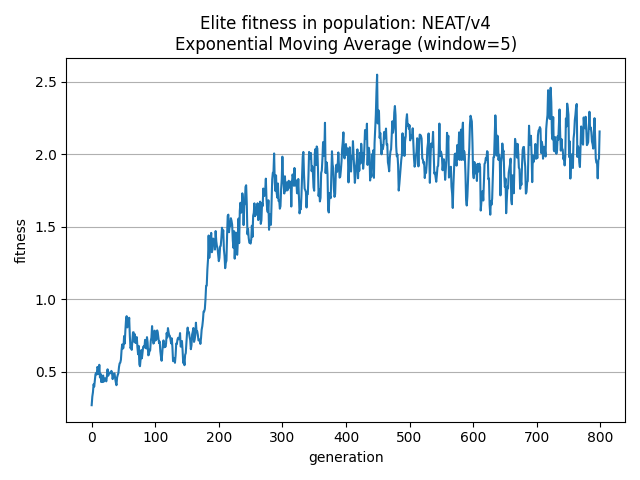 Elite fitness in population: NEAT/v4
Exponential Moving Average (window=5)
fitness
2.5
2.0
1.5
1.0
0.5
0 100 200 300 400 500 600 700 800
generation